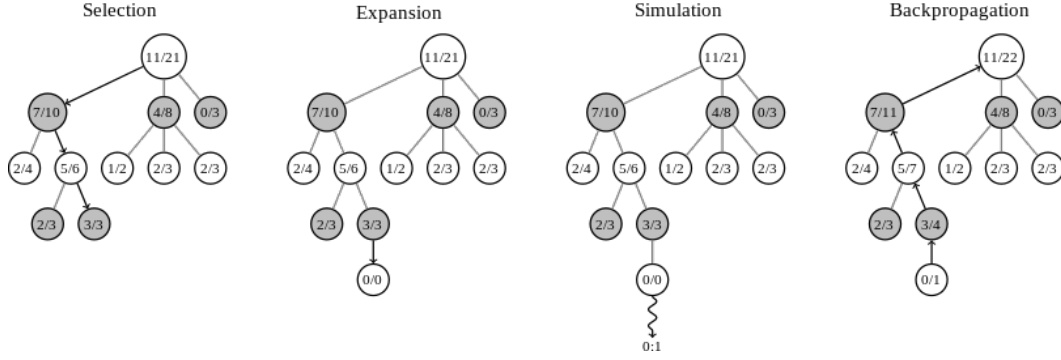 Selection Expansion Simulation Backpropagation
11/21 11/21 11/21 11/22
7/10 4/8 0/3 7/10 4/8 0/3 7/10 4/8 0/3 7/11 4/8 0/3
2/4 5/6 1/2 2/3 2/3 2/4 5/6 1/2 2/3 2/3 2/4 5/6 1/2 2/3 2/3 2/4 5/7 1/2 2/3 2/3
2/3 3/3 2/3 3/3 2/3 3/3 2/3 3/4
0/0 0/0 0/1
0:1